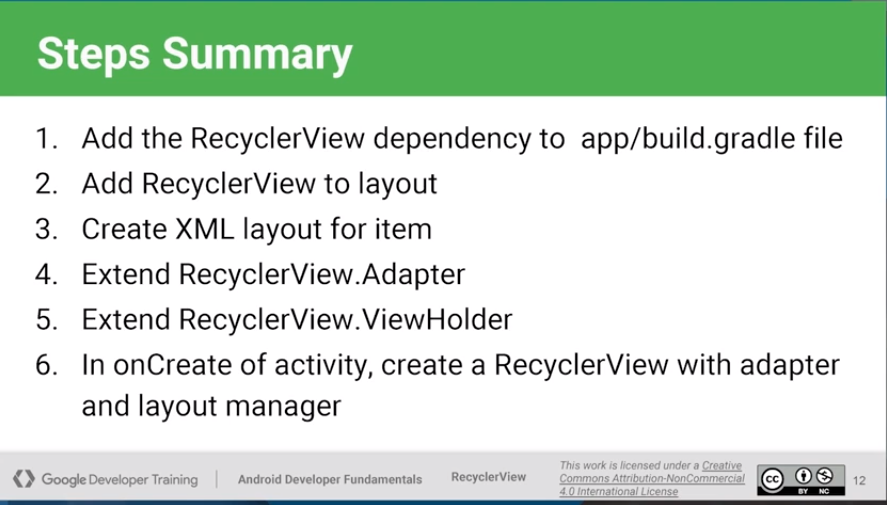 Steps Summary
1. Add the RecyclerView dependency to app/build.gradle file
2. Add RecyclerView to layout
3. Create XML layout for item
4. Extend RecyclerView.Adapter
5. Extend RecyclerView.ViewHolder
6. In onCreate of activity, create a RecyclerView with adapter
and layout manager
Google Developer Training
Android Developer Fundamentals
RecyclerView
This work is licensed under a Creative
Commons Attribution-NonCommercial
4.0 International License
cc
BY NC
12